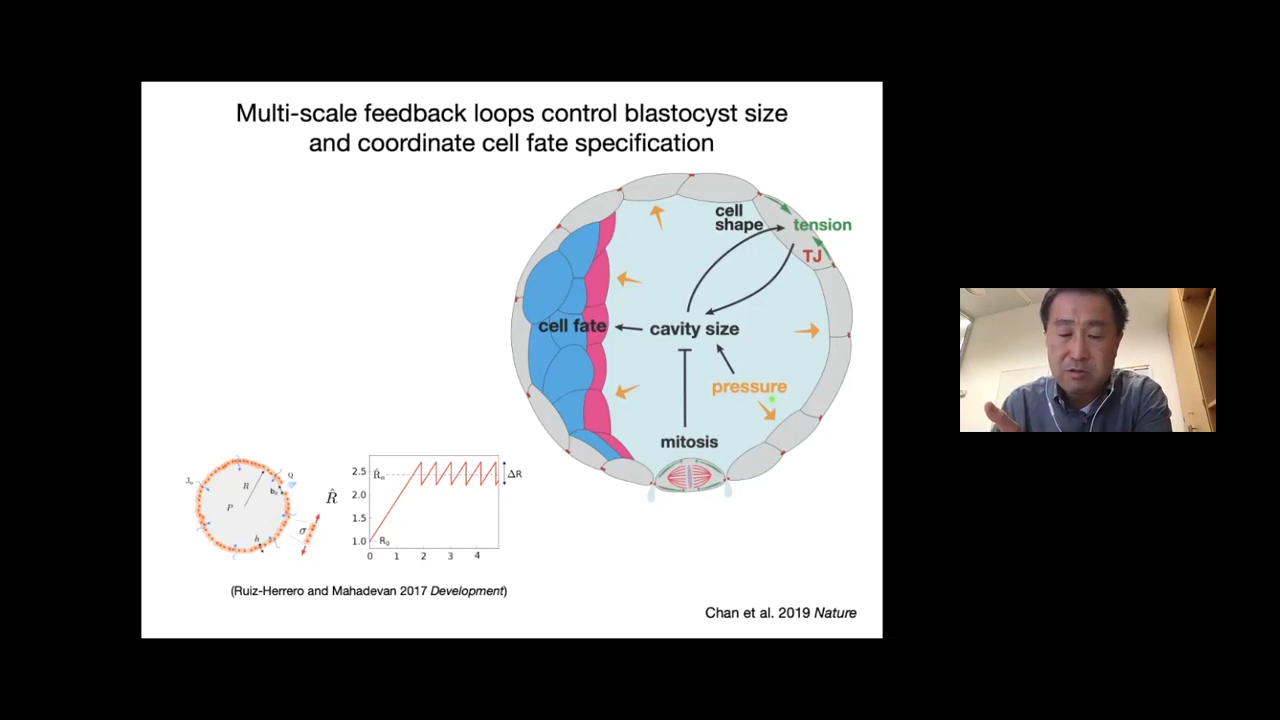 Multi-scale feedback loops control blastocyst size
and coordinate cell fate specification
cell
shape
tension
TJ
cell fate
cavity size
pressure
mitosis
R
P
h
Q
σ
R̂
2.5
2.0
1.5
1.0
R₀
ΔR
0 1 2 3 4
(Ruiz-Herrero and Mahadevan 2017 Development)
Chan et al. 2019 Nature